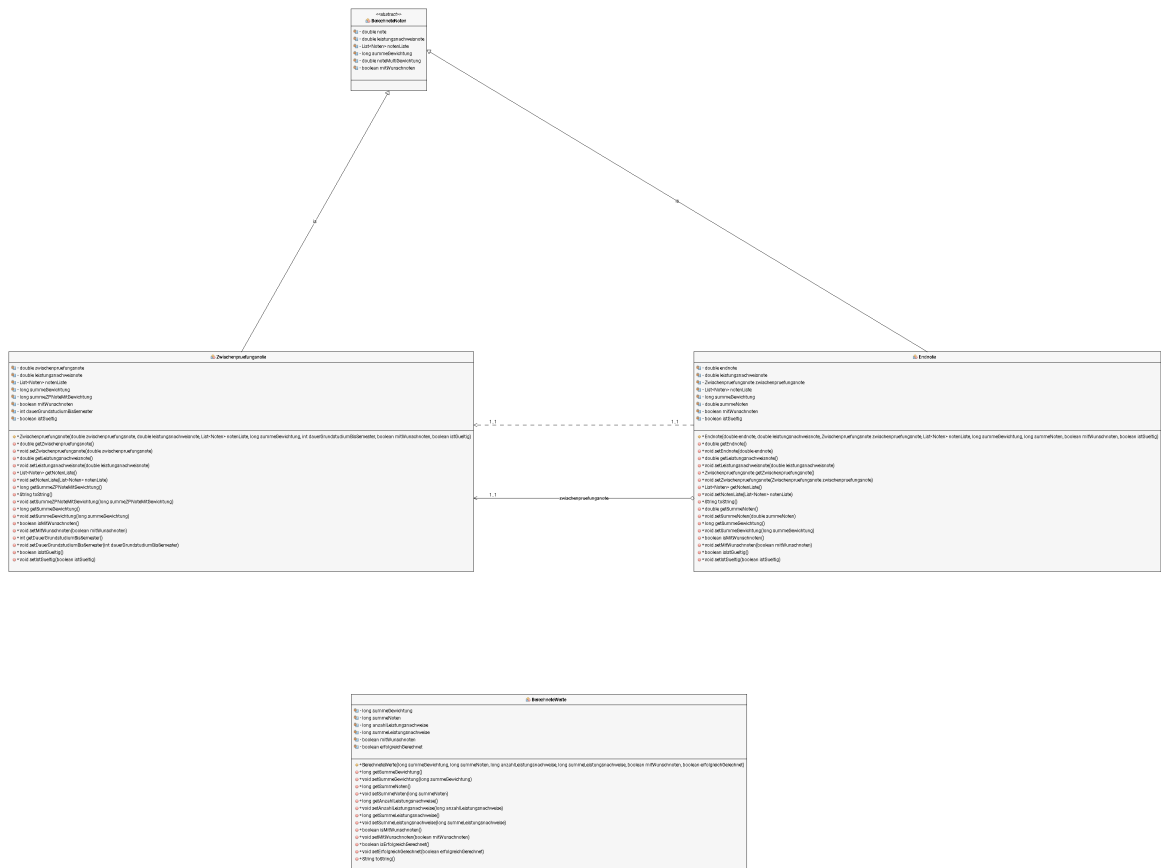 <<abstract>>
BerechneteNoten
- double note
- double leistungsnachweisnote
- List<Noten> notenListe
- long summeGewichtung
- double noteMultiGewichtung
- boolean mitWunschnoten
Zwischenpruefungsnote
- double zwischenpruefungsnote
- double leistungsnachweisnote
- List<Noten> notenListe
- long summeGewichtung
- long summeZPNoteMitGewichtung
- boolean mitWunschnoten
- int dauerGrundstudiumBisSemester
- boolean istGueltig
+ Zwischenpruefungsnote(double zwischenpruefungsnote, double leistungsnachweisnote, List<Noten> notenListe, long summeGewichtung, int dauerGrundstudiumBisSemester, boolean mitWunschnoten, boolean istGueltig)
+ double getZwischenpruefungsnote()
+ void setZwischenpruefungsnote(double zwischenpruefungsnote)
+ double getLeistungsnachweisnote()
+ void setLeistungsnachweisnote(double leistungsnachweisnote)
+ List<Noten> getNotenListe()
+ void setNotenListe(List<Noten> notenListe)
+ long getSummeZPNoteMitGewichtung()
+ String toString()
+ void setSummeZPNoteMitGewichtung(long summeZPNoteMitGewichtung)
+ long getSummeGewichtung()
+ void setSummeGewichtung(long summeGewichtung)
+ boolean isMitWunschnoten()
+ void setMitWunschnoten(boolean mitWunschnoten)
+ int getDauerGrundstudiumBisSemester()
+ void setDauerGrundstudiumBisSemester(int dauerGrundstudiumBisSemester)
+ boolean isIstGueltig()
+ void setIstGueltig(boolean istGueltig)
1..1
1..1
1..1
zwischenpruefungsnote
Endnote
- double endnote
- double leistungsnachweisnote
- Zwischenpruefungsnote zwischenpruefungsnote
- List<Noten> notenListe
- long summeGewichtung
- double summeNoten
- boolean mitWunschnoten
- boolean istGueltig
+ Endnote(double endnote, double leistungsnachweisnote, Zwischenpruefungsnote zwischenpruefungsnote, List<Noten> notenListe, long summeGewichtung, long summeNoten, boolean mitWunschnoten, boolean istGueltig)
+ double getEndnote()
+ void setEndnote(double endnote)
+ double getLeistungsnachweisnote()
+ void setLeistungsnachweisnote(double leistungsnachweisnote)
+ Zwischenpruefungsnote getZwischenpruefungsnote()
+ void setZwischenpruefungsnote(Zwischenpruefungsnote zwischenpruefungsnote)
+ List<Noten> getNotenListe()
+ void setNotenListe(List<Noten> notenListe)
+ String toString()
+ double getSummeNoten()
+ void setSummeNoten(double summeNoten)
+ long getSummeGewichtung()
+ void setSummeGewichtung(long summeGewichtung)
+ boolean isMitWunschnoten()
+ void setMitWunschnoten(boolean mitWunschnoten)
+ boolean isIstGueltig()
+ void setIstGueltig(boolean istGueltig)
BerechneteWerte
- long summeGewichtung
- long summeNoten
- long anzahlLeistungsnachweise
- long summeLeistungsnachweise
- boolean mitWunschnoten
- boolean erfolgreichBerechnet
+ BerechneteWerte(long summeGewichtung, long summeNoten, long anzahlLeistungsnachweise, long summeLeistungsnachweise, boolean mitWunschnoten, boolean erfolgreichBerechnet)
+ long getSummeGewichtung()
+ void setSummeGewichtung(long summeGewichtung)
+ long getSummeNoten()
+ void setSummeNoten(long summeNoten)
+ long getAnzahlLeistungsnachweise()
+ void setAnzahlLeistungsnachweise(long anzahlLeistungsnachweise)
+ long getSummeLeistungsnachweise()
+ void setSummeLeistungsnachweise(long summeLeistungsnachweise)
+ boolean isMitWunschnoten()
+ void setMitWunschnoten(boolean mitWunschnoten)
+ boolean isErfolgreichBerechnet()
+ void setErfolgreichBerechnet(boolean erfolgreichBerechnet)
+ String toString()